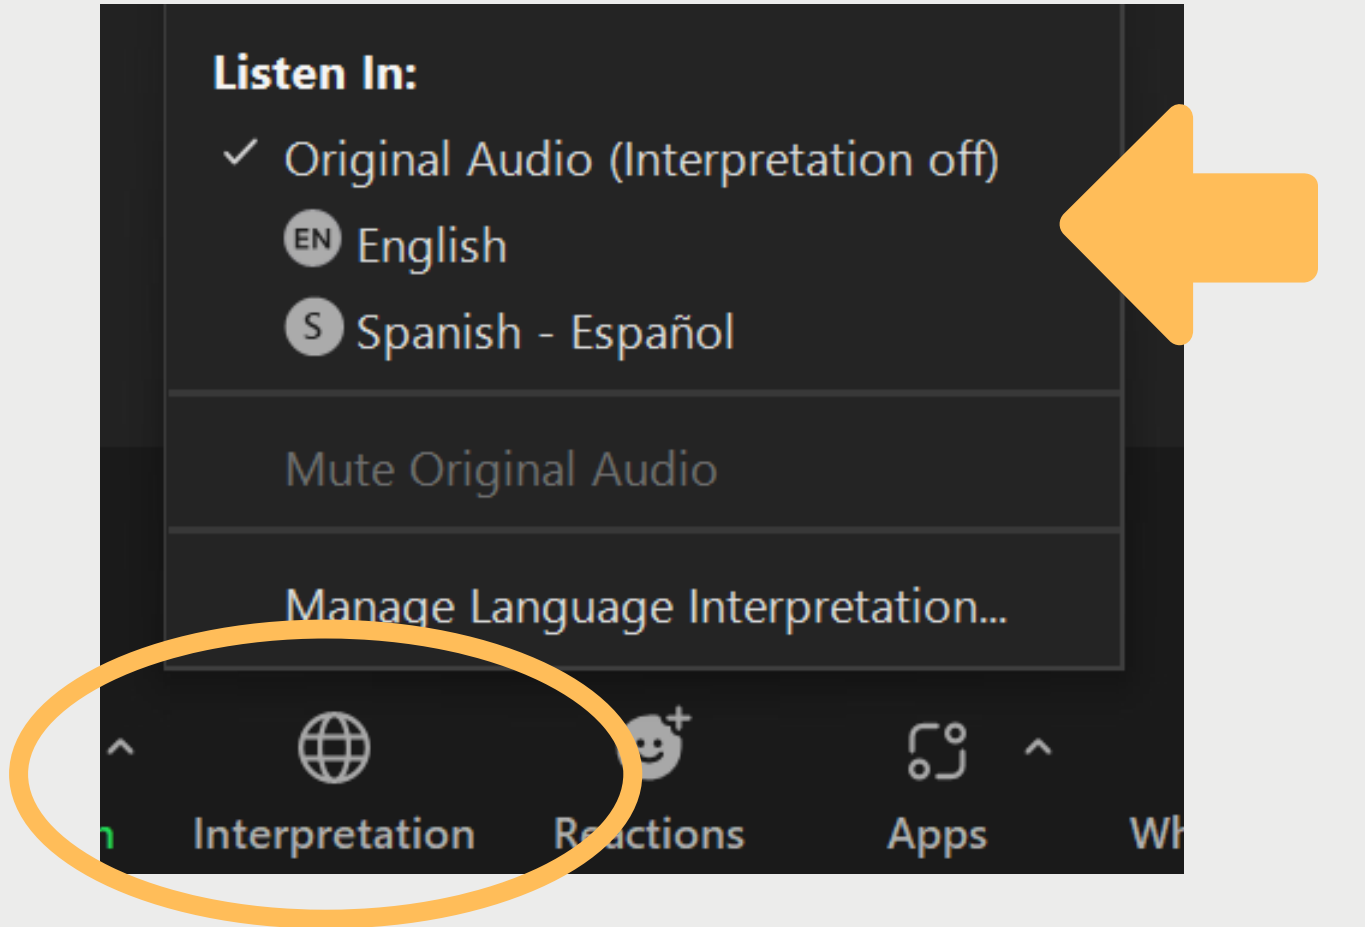 Listen In:
Original Audio (Interpretation off)
EN English
S Spanish - Español
Mute Original Audio
Manage Language Interpretation...
Interpretation Reactions Apps